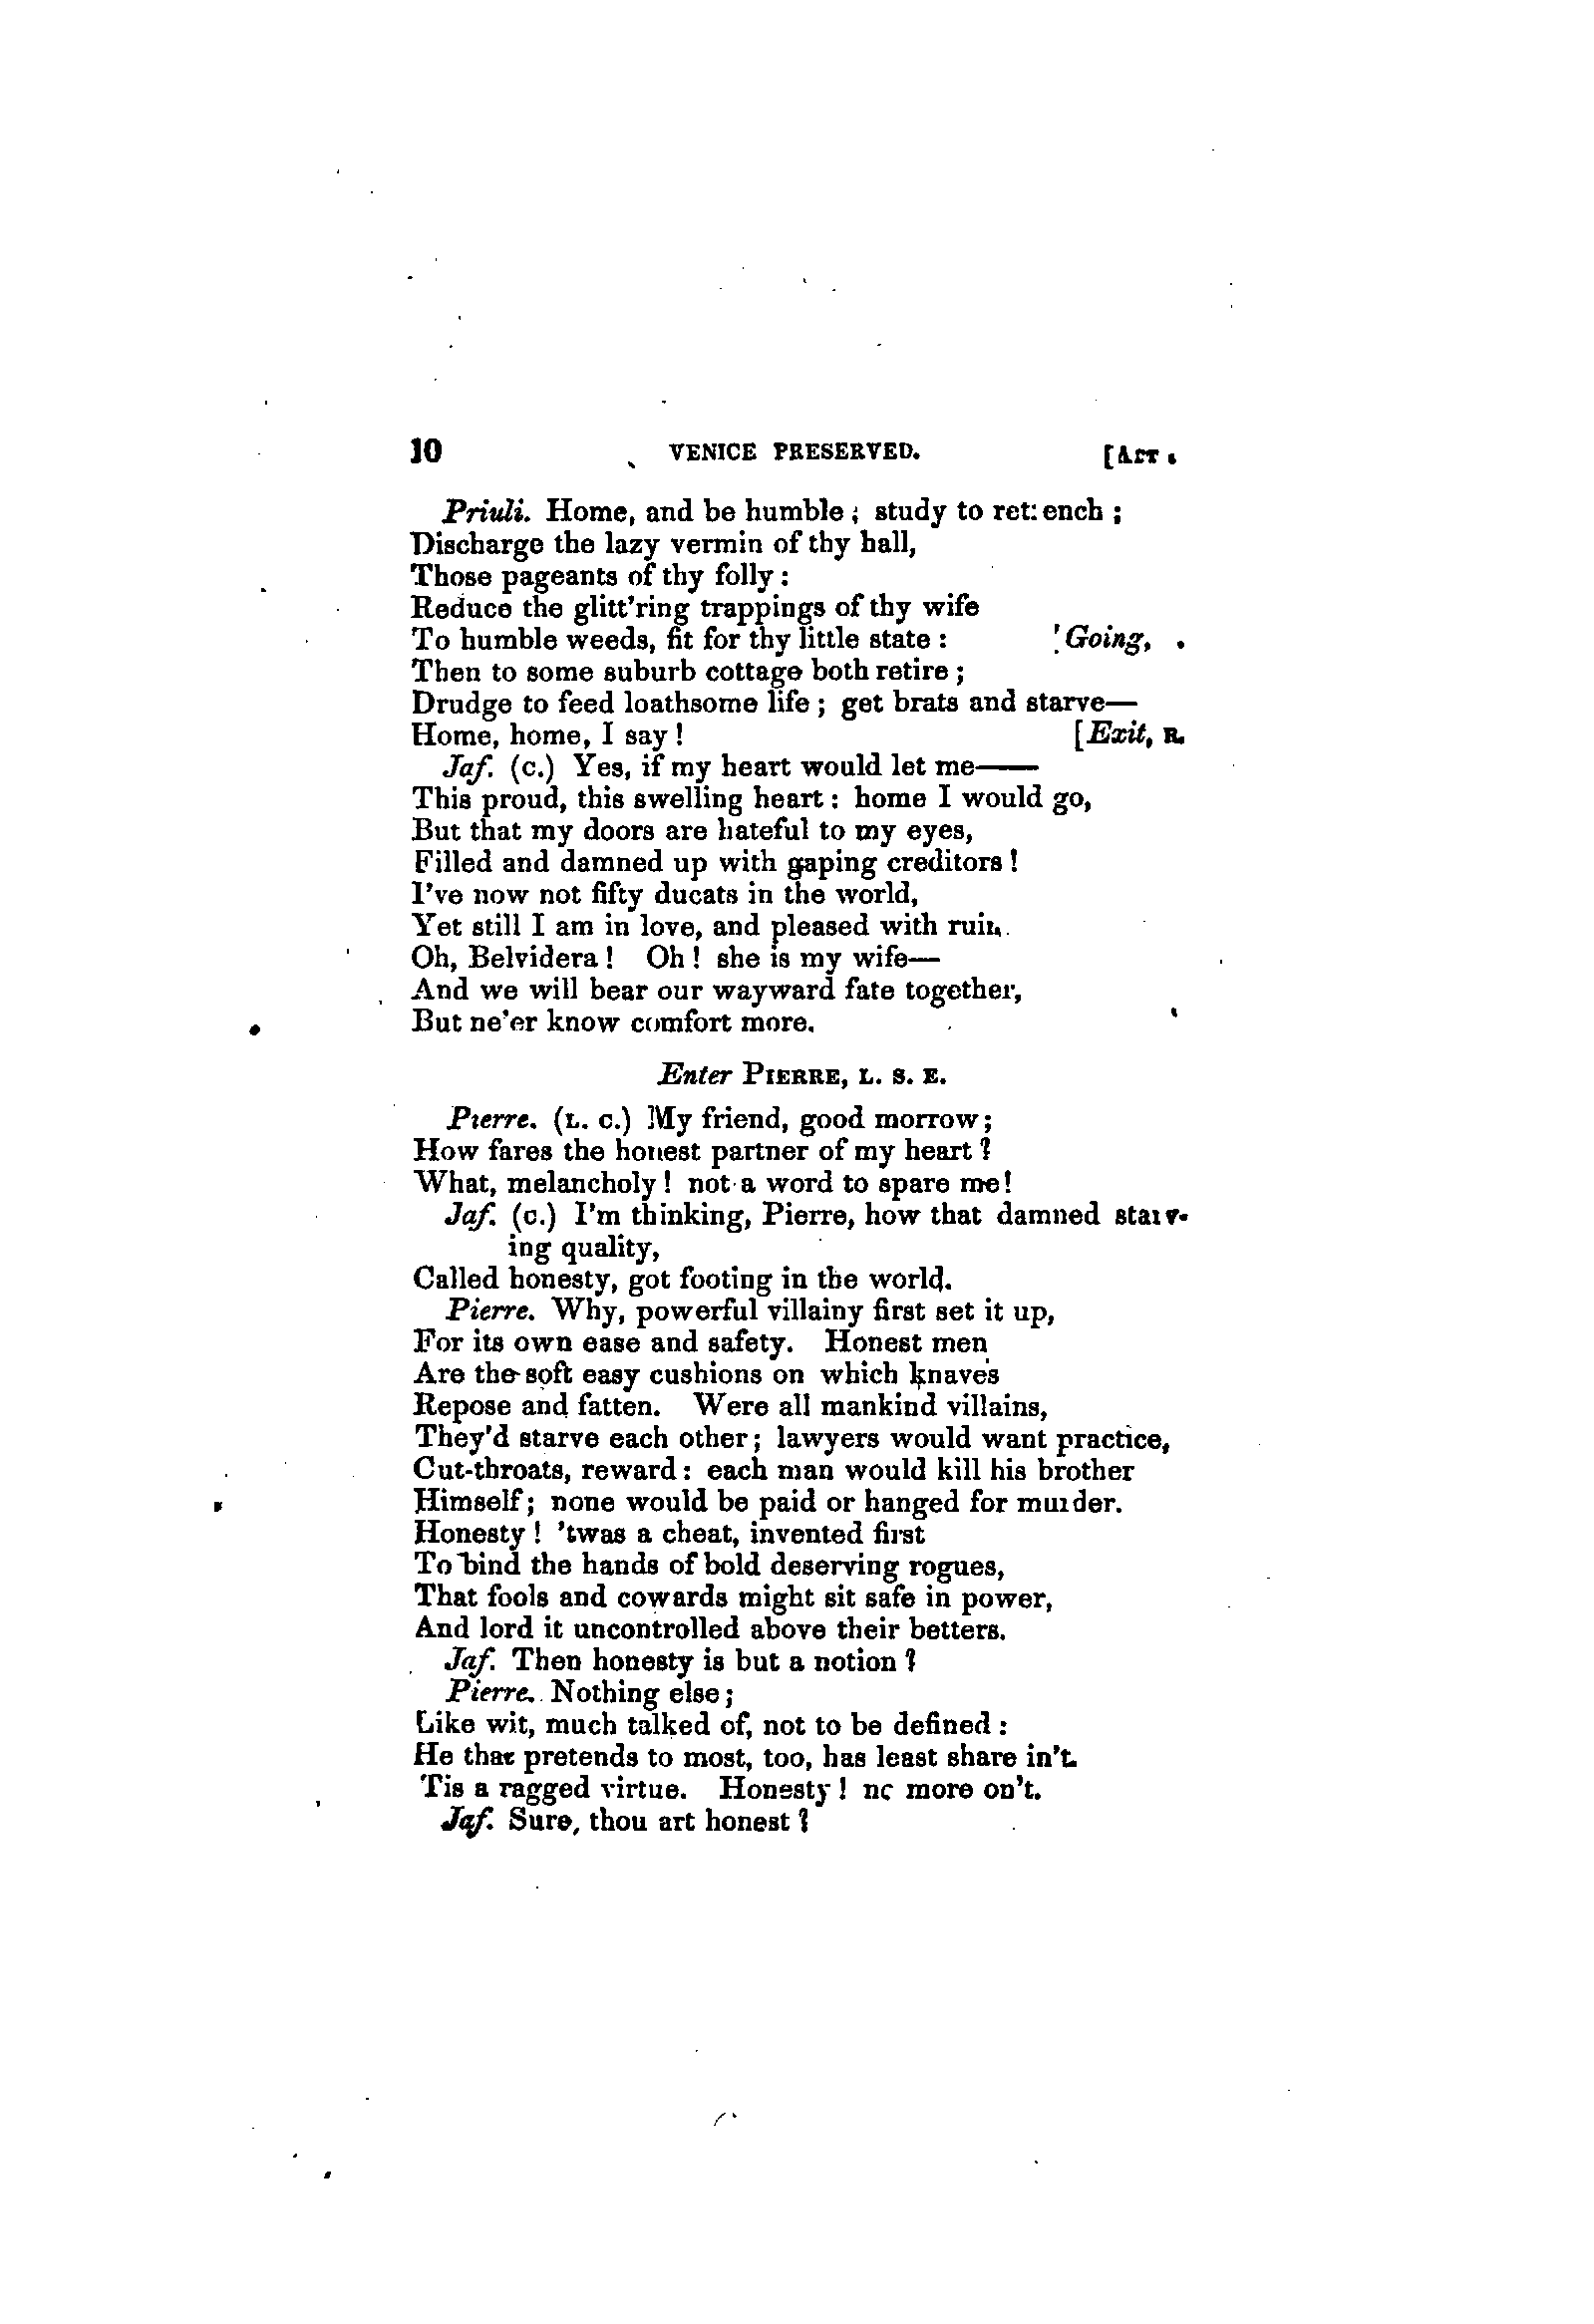 10 VENICE PRESERVED. [ACT
Priuli. Home, and be humble; study to retrench;
Discharge the lazy vermin of thy hall,
Those pageants of thy folly:
Reduce the glitt'ring trappings of thy wife
To humble weeds, fit for thy little state: [Going,
Then to some suburb cottage both retire;
Drudge to feed loathsome life; get brats and starve—
Home, home, I say! [Exit, R.
Jaf. (C.) Yes, if my heart would let me——
This proud, this swelling heart: home I would go,
But that my doors are hateful to my eyes,
Filled and damned up with gaping creditors!
I've now not fifty ducats in the world,
Yet still I am in love, and pleased with ruin.
Oh, Belvidera! Oh! she is my wife—
And we will bear our wayward fate together,
But ne'er know comfort more.
Enter PIERRE, L. S. E.
Pierre. (L. C.) My friend, good morrow;
How fares the honest partner of my heart?
What, melancholy! not a word to spare me!
Jaf. (C.) I'm thinking, Pierre, how that damned starv-
ing quality,
Called honesty, got footing in the world.
Pierre. Why, powerful villainy first set it up,
For its own ease and safety. Honest men
Are the soft easy cushions on which knaves
Repose and fatten. Were all mankind villains,
They'd starve each other; lawyers would want practice,
Cut-throats, reward: each man would kill his brother
Himself; none would be paid or hanged for murder.
Honesty! 'twas a cheat, invented first
To bind the hands of bold deserving rogues,
That fools and cowards might sit safe in power,
And lord it uncontrolled above their betters.
Jaf. Then honesty is but a notion?
Pierre. Nothing else;
Like wit, much talked of, not to be defined:
He that pretends to most, too, has least share in't.
'Tis a ragged virtue. Honesty! no more on't.
Jaf. Sure, thou art honest?